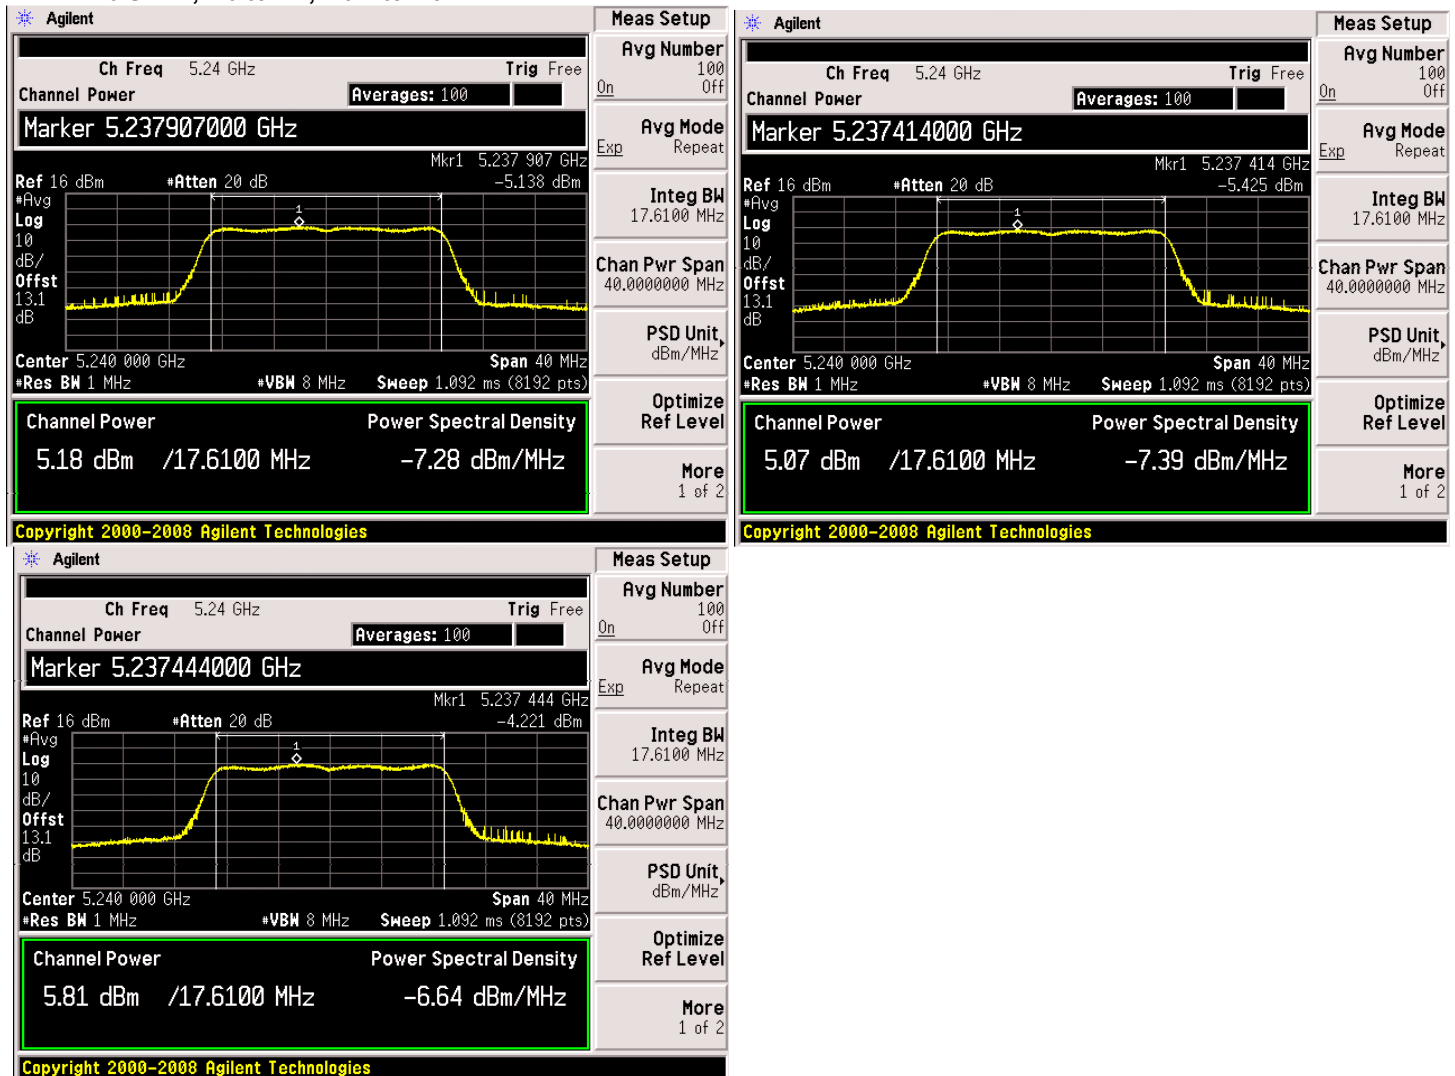 Agilent
Meas Setup
Ch Freq 5.24 GHz Trig Free
Channel Power Averages: 100
Marker 5.237907000 GHz
Mkr1 5.237 907 GHz
Ref 16 dBm #Atten 20 dB -5.138 dBm
#Avg
Log
10
dB/
Offst
13.1
dB
1
Center 5.240 000 GHz Span 40 MHz
#Res BW 1 MHz #VBW 8 MHz Sweep 1.092 ms (8192 pts)
Channel Power Power Spectral Density
5.18 dBm /17.6100 MHz -7.28 dBm/MHz
Copyright 2000-2008 Agilent Technologies
Avg Number
100
On Off
Avg Mode
Exp Repeat
Integ BW
17.6100 MHz
Chan Pwr Span
40.0000000 MHz
PSD Unit
dBm/MHz
Optimize
Ref Level
More
1 of 2
Agilent
Meas Setup
Ch Freq 5.24 GHz Trig Free
Channel Power Averages: 100
Marker 5.237414000 GHz
Mkr1 5.237 414 GHz
Ref 16 dBm #Atten 20 dB -5.425 dBm
#Avg
Log
10
dB/
Offst
13.1
dB
1
Center 5.240 000 GHz Span 40 MHz
#Res BW 1 MHz #VBW 8 MHz Sweep 1.092 ms (8192 pts)
Channel Power Power Spectral Density
5.07 dBm /17.6100 MHz -7.39 dBm/MHz
Copyright 2000-2008 Agilent Technologies
Avg Number
100
On Off
Avg Mode
Exp Repeat
Integ BW
17.6100 MHz
Chan Pwr Span
40.0000000 MHz
PSD Unit
dBm/MHz
Optimize
Ref Level
More
1 of 2
Agilent
Meas Setup
Ch Freq 5.24 GHz Trig Free
Channel Power Averages: 100
Marker 5.237444000 GHz
Mkr1 5.237 444 GHz
Ref 16 dBm #Atten 20 dB -4.221 dBm
#Avg
Log
10
dB/
Offst
13.1
dB
1
Center 5.240 000 GHz Span 40 MHz
#Res BW 1 MHz #VBW 8 MHz Sweep 1.092 ms (8192 pts)
Channel Power Power Spectral Density
5.81 dBm /17.6100 MHz -6.64 dBm/MHz
Copyright 2000-2008 Agilent Technologies
Avg Number
100
On Off
Avg Mode
Exp Repeat
Integ BW
17.6100 MHz
Chan Pwr Span
40.0000000 MHz
PSD Unit
dBm/MHz
Optimize
Ref Level
More
1 of 2